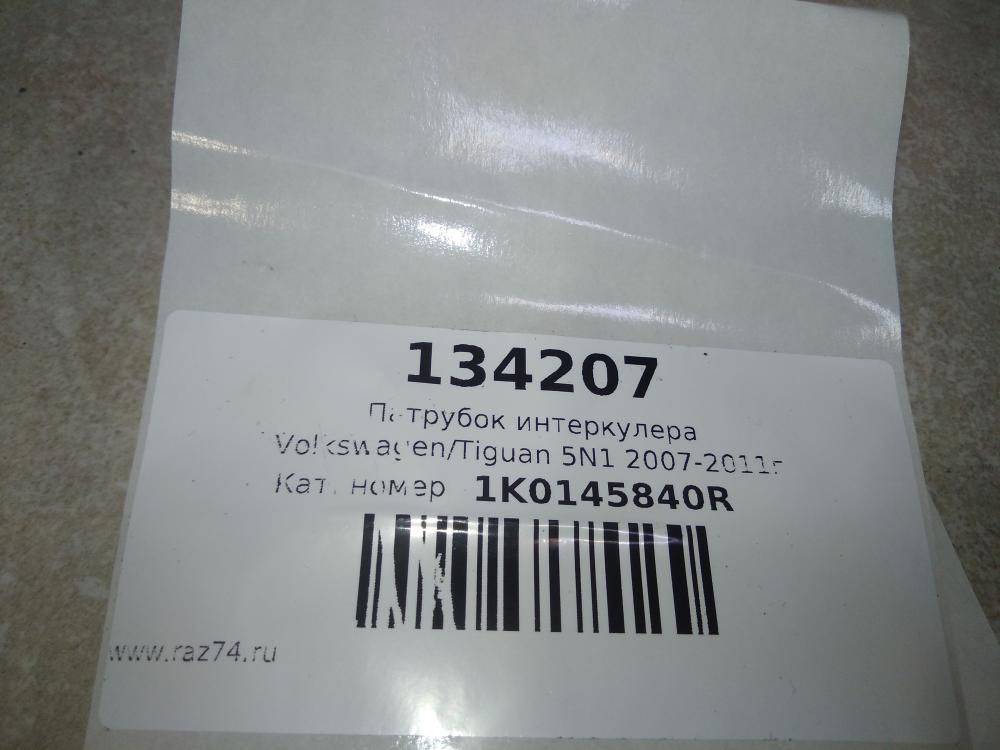 134207
Патрубок интеркулера
Volkswagen/Tiguan 5N1 2007-2011г
Кат. номер 1K0145840R
www.raz74.ru